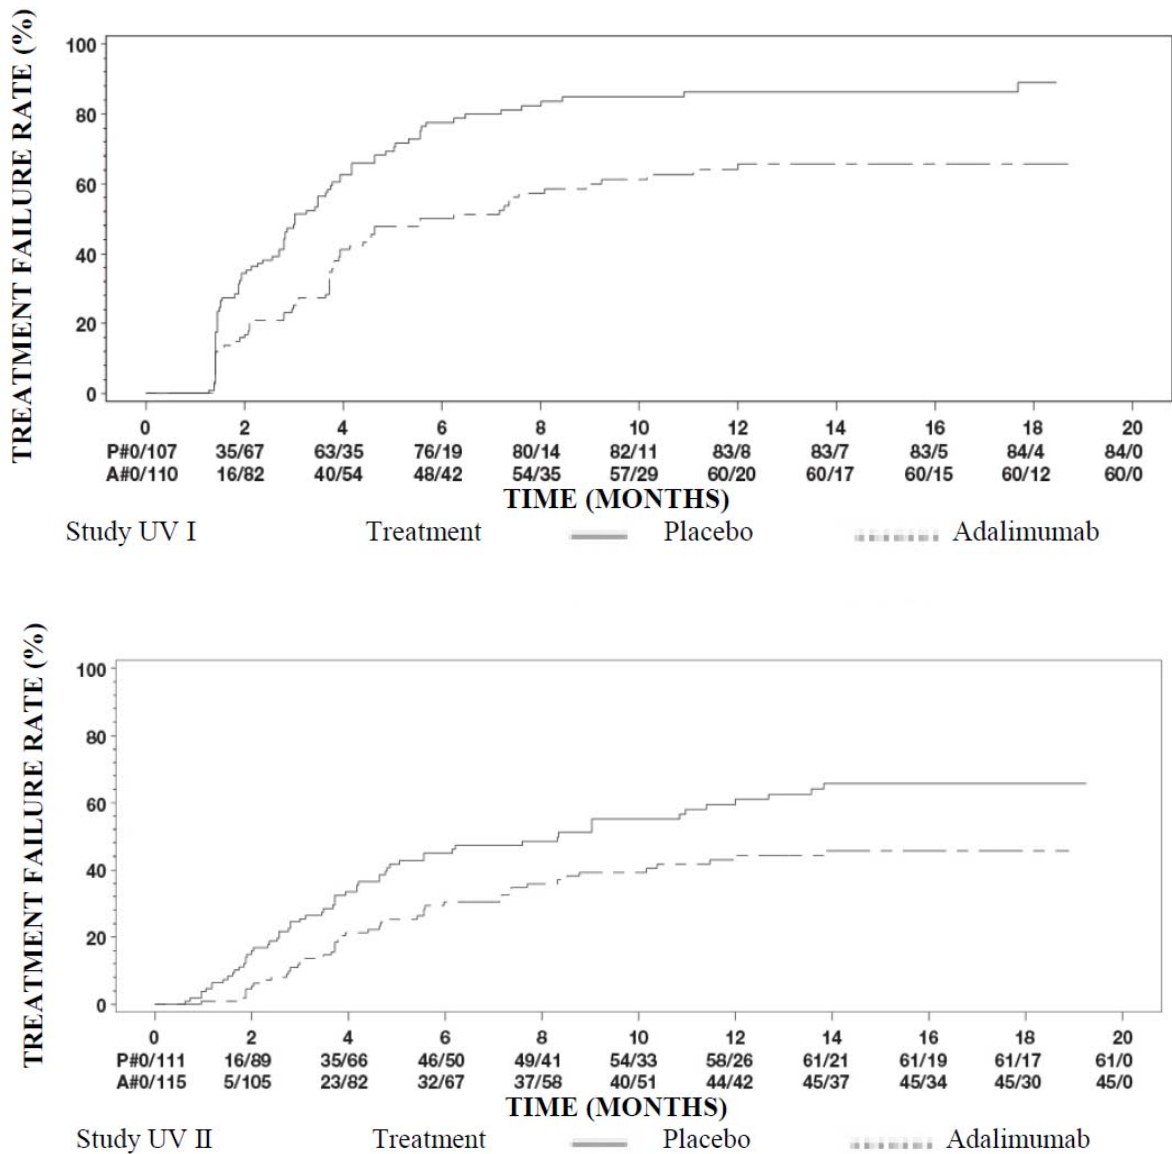 TREATMENT FAILURE RATE (%)
100
80
60
40
20
0
0 2 4 6 8 10 12 14 16 18 20
P#0/107 35/67 63/35 76/19 80/14 82/11 83/8 83/7 83/5 84/4 84/0
A#0/110 16/82 40/54 48/42 54/35 57/29 60/20 60/17 60/15 60/12 60/0
TIME (MONTHS)
Study UV I Treatment Placebo Adalimumab
TREATMENT FAILURE RATE (%)
100
80
60
40
20
0
0 2 4 6 8 10 12 14 16 18 20
P#0/111 16/89 35/66 46/50 49/41 54/33 58/26 61/21 61/19 61/17 61/0
A#0/115 5/105 23/82 32/67 37/58 40/51 44/42 45/37 45/34 45/30 45/0
TIME (MONTHS)
Study UV II Treatment Placebo Adalimumab